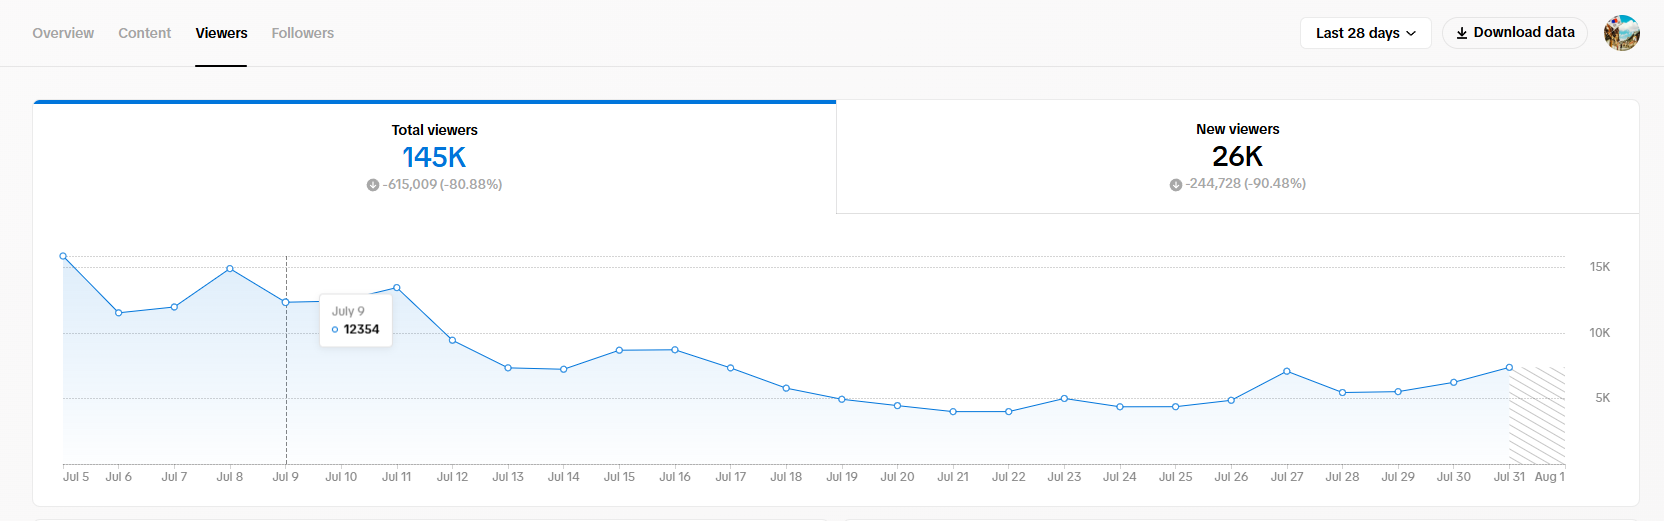 Overview Content Viewers Followers Last 28 days Download data
Total viewers
145K
-615,009 (-80.88%)
New viewers
26K
-244,728 (-90.48%)
15K
10K
5K
July 9
12354
Jul 5 Jul 6 Jul 7 Jul 8 Jul 9 Jul 10 Jul 11 Jul 12 Jul 13 Jul 14 Jul 15 Jul 16 Jul 17 Jul 18 Jul 19 Jul 20 Jul 21 Jul 22 Jul 23 Jul 24 Jul 25 Jul 26 Jul 27 Jul 28 Jul 29 Jul 30 Jul 31 Aug 1